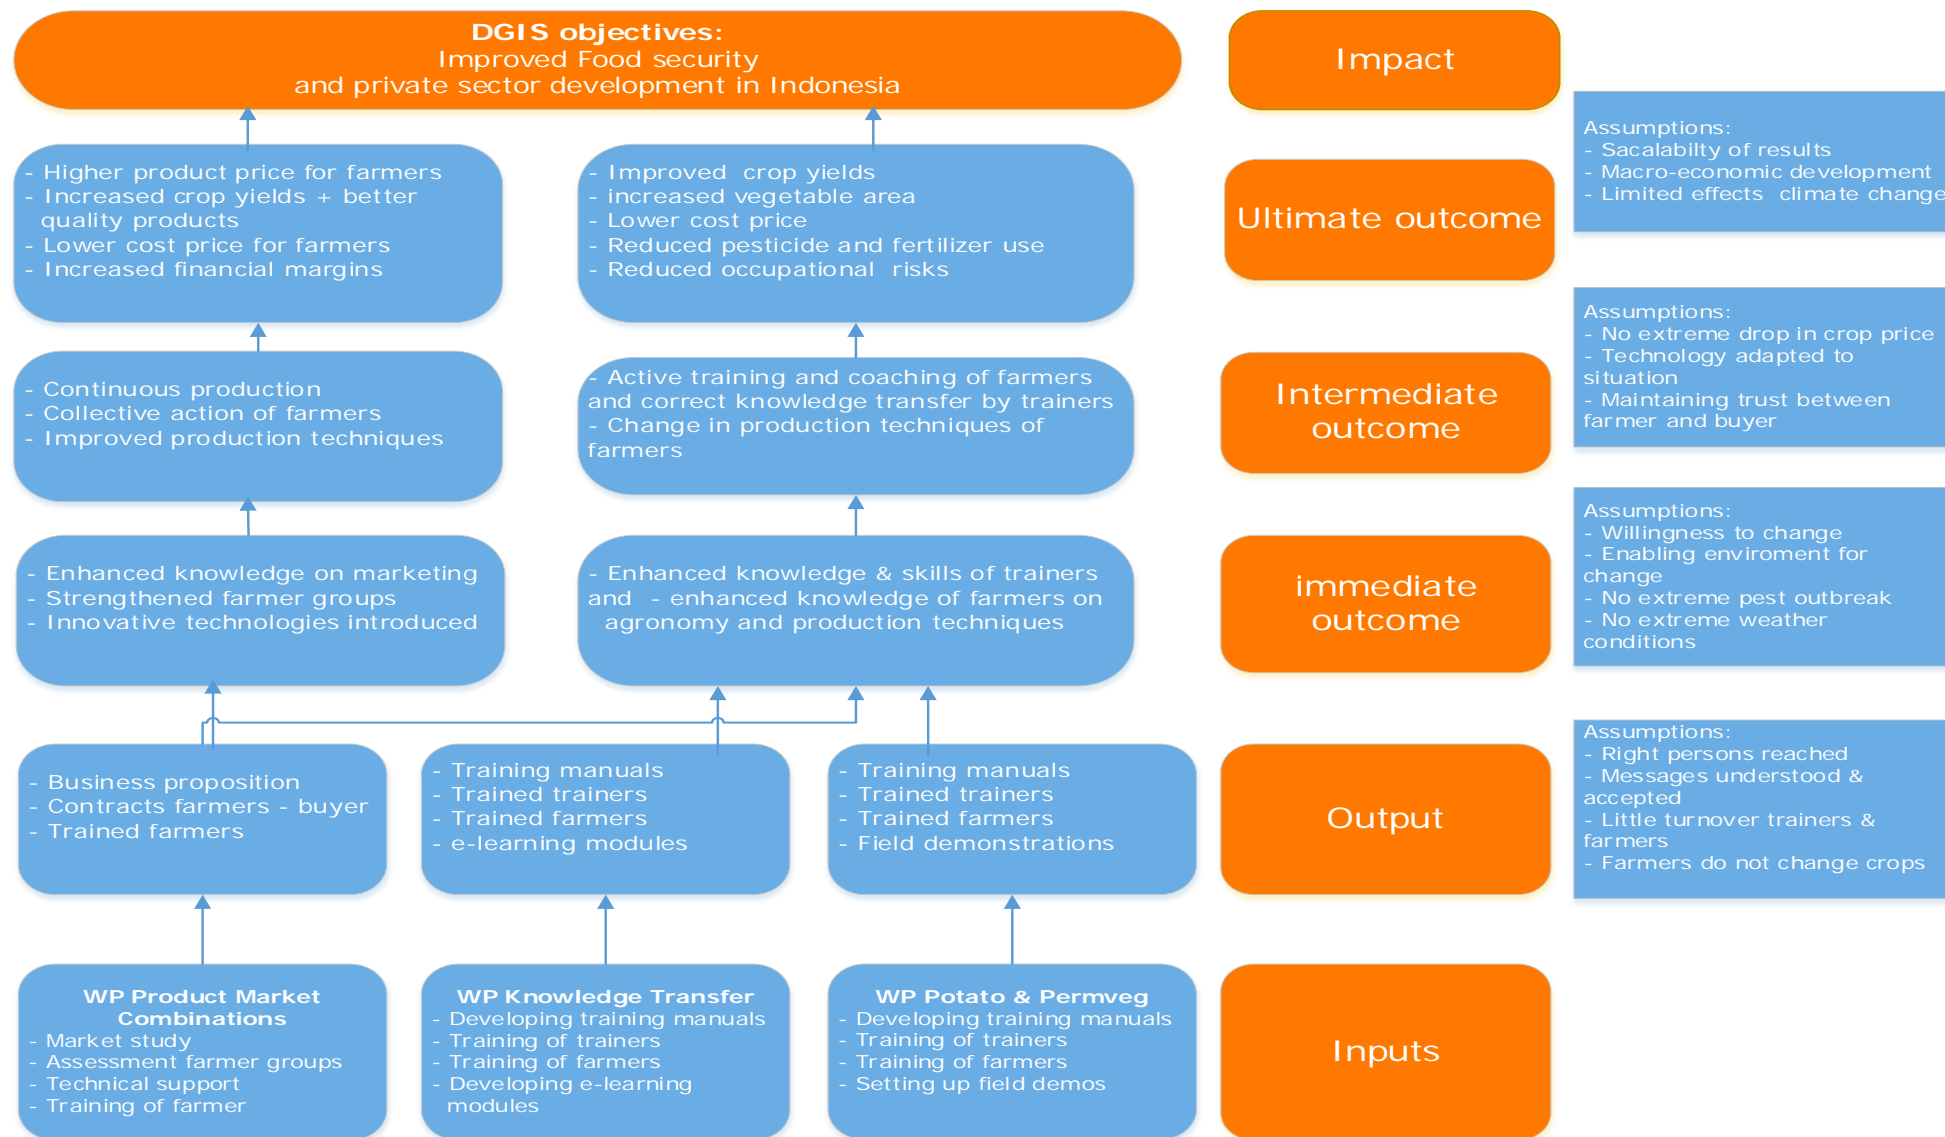 DGIS objectives:
Improved Food security
and private sector development in Indonesia
Impact
Assumptions:
- Sacalabilty of results
- Macro-economic development
- Limited effects climate change
- Higher product price for farmers
- Increased crop yields + better
quality products
- Lower cost price for farmers
- Increased financial margins
- Improved crop yields
- increased vegetable area
- Lower cost price
- Reduced pesticide and fertilizer use
- Reduced occupational risks
Ultimate outcome
Assumptions:
- No extreme drop in crop price
- Technology adapted to
situation
- Maintaining trust between
farmer and buyer
- Continuous production
- Collective action of farmers
- Improved production techniques
- Active training and coaching of farmers
and correct knowledge transfer by trainers
- Change in production techniques of
farmers
Intermediate
outcome
Assumptions:
- Willingness to change
- Enabling enviroment for
change
- No extreme pest outbreak
- No extreme weather
conditions
- Enhanced knowledge on marketing
- Strengthened farmer groups
- Innovative technologies introduced
- Enhanced knowledge & skills of trainers
and - enhanced knowledge of farmers on
agronomy and production techniques
immediate
outcome
Assumptions:
- Right persons reached
- Messages understood &
accepted
- Little turnover trainers &
farmers
- Farmers do not change crops
- Business proposition
- Contracts farmers - buyer
- Trained farmers
- Training manuals
- Trained trainers
- Trained farmers
- e-learning modules
- Training manuals
- Trained trainers
- Trained farmers
- Field demonstrations
Output
WP Product Market
Combinations
- Market study
- Assessment farmer groups
- Technical support
- Training of farmer
WP Knowledge Transfer
- Developing training manuals
- Training of trainers
- Training of farmers
- Developing e-learning
modules
WP Potato & Permveg
- Developing training manuals
- Training of trainers
- Training of farmers
- Setting up field demos
Inputs